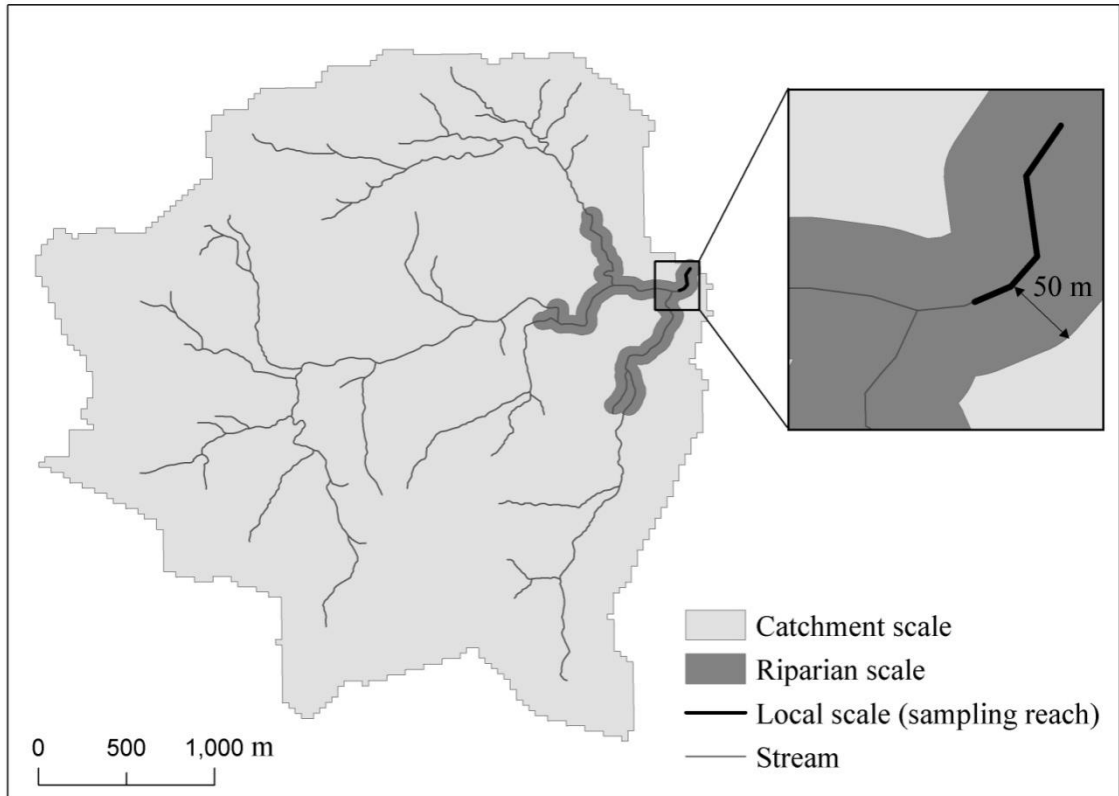 50 m
Catchment scale
Riparian scale
Local scale (sampling reach)
Stream
0 500 1,000 m